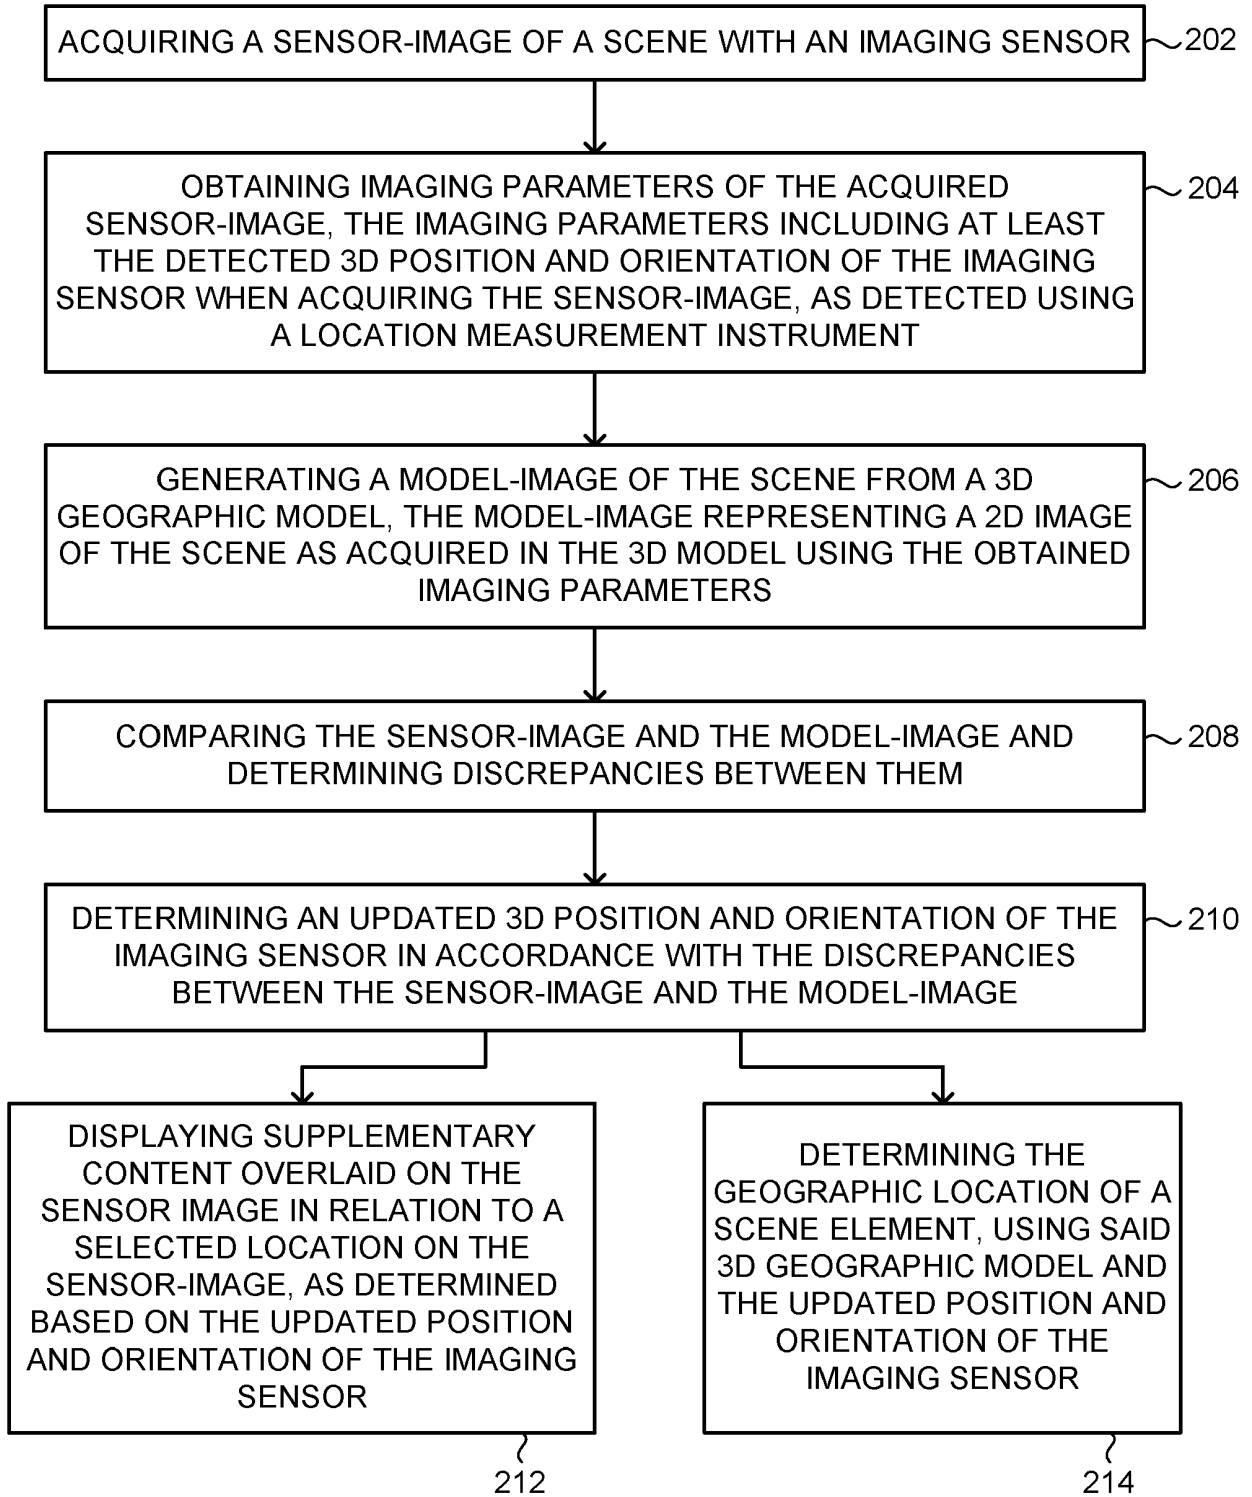 ACQUIRING A SENSOR-IMAGE OF A SCENE WITH AN IMAGING SENSOR
202
OBTAINING IMAGING PARAMETERS OF THE ACQUIRED
SENSOR-IMAGE, THE IMAGING PARAMETERS INCLUDING AT LEAST
THE DETECTED 3D POSITION AND ORIENTATION OF THE IMAGING
SENSOR WHEN ACQUIRING THE SENSOR-IMAGE, AS DETECTED USING
A LOCATION MEASUREMENT INSTRUMENT
204
GENERATING A MODEL-IMAGE OF THE SCENE FROM A 3D
GEOGRAPHIC MODEL, THE MODEL-IMAGE REPRESENTING A 2D IMAGE
OF THE SCENE AS ACQUIRED IN THE 3D MODEL USING THE OBTAINED
IMAGING PARAMETERS
206
COMPARING THE SENSOR-IMAGE AND THE MODEL-IMAGE AND
DETERMINING DISCREPANCIES BETWEEN THEM
208
DETERMINING AN UPDATED 3D POSITION AND ORIENTATION OF THE
IMAGING SENSOR IN ACCORDANCE WITH THE DISCREPANCIES
BETWEEN THE SENSOR-IMAGE AND THE MODEL-IMAGE
210
DISPLAYING SUPPLEMENTARY
CONTENT OVERLAID ON THE
SENSOR IMAGE IN RELATION TO A
SELECTED LOCATION ON THE
SENSOR-IMAGE, AS DETERMINED
BASED ON THE UPDATED POSITION
AND ORIENTATION OF THE IMAGING
SENSOR
212
DETERMINING THE
GEOGRAPHIC LOCATION OF A
SCENE ELEMENT, USING SAID
3D GEOGRAPHIC MODEL AND
THE UPDATED POSITION AND
ORIENTATION OF THE
IMAGING SENSOR
214